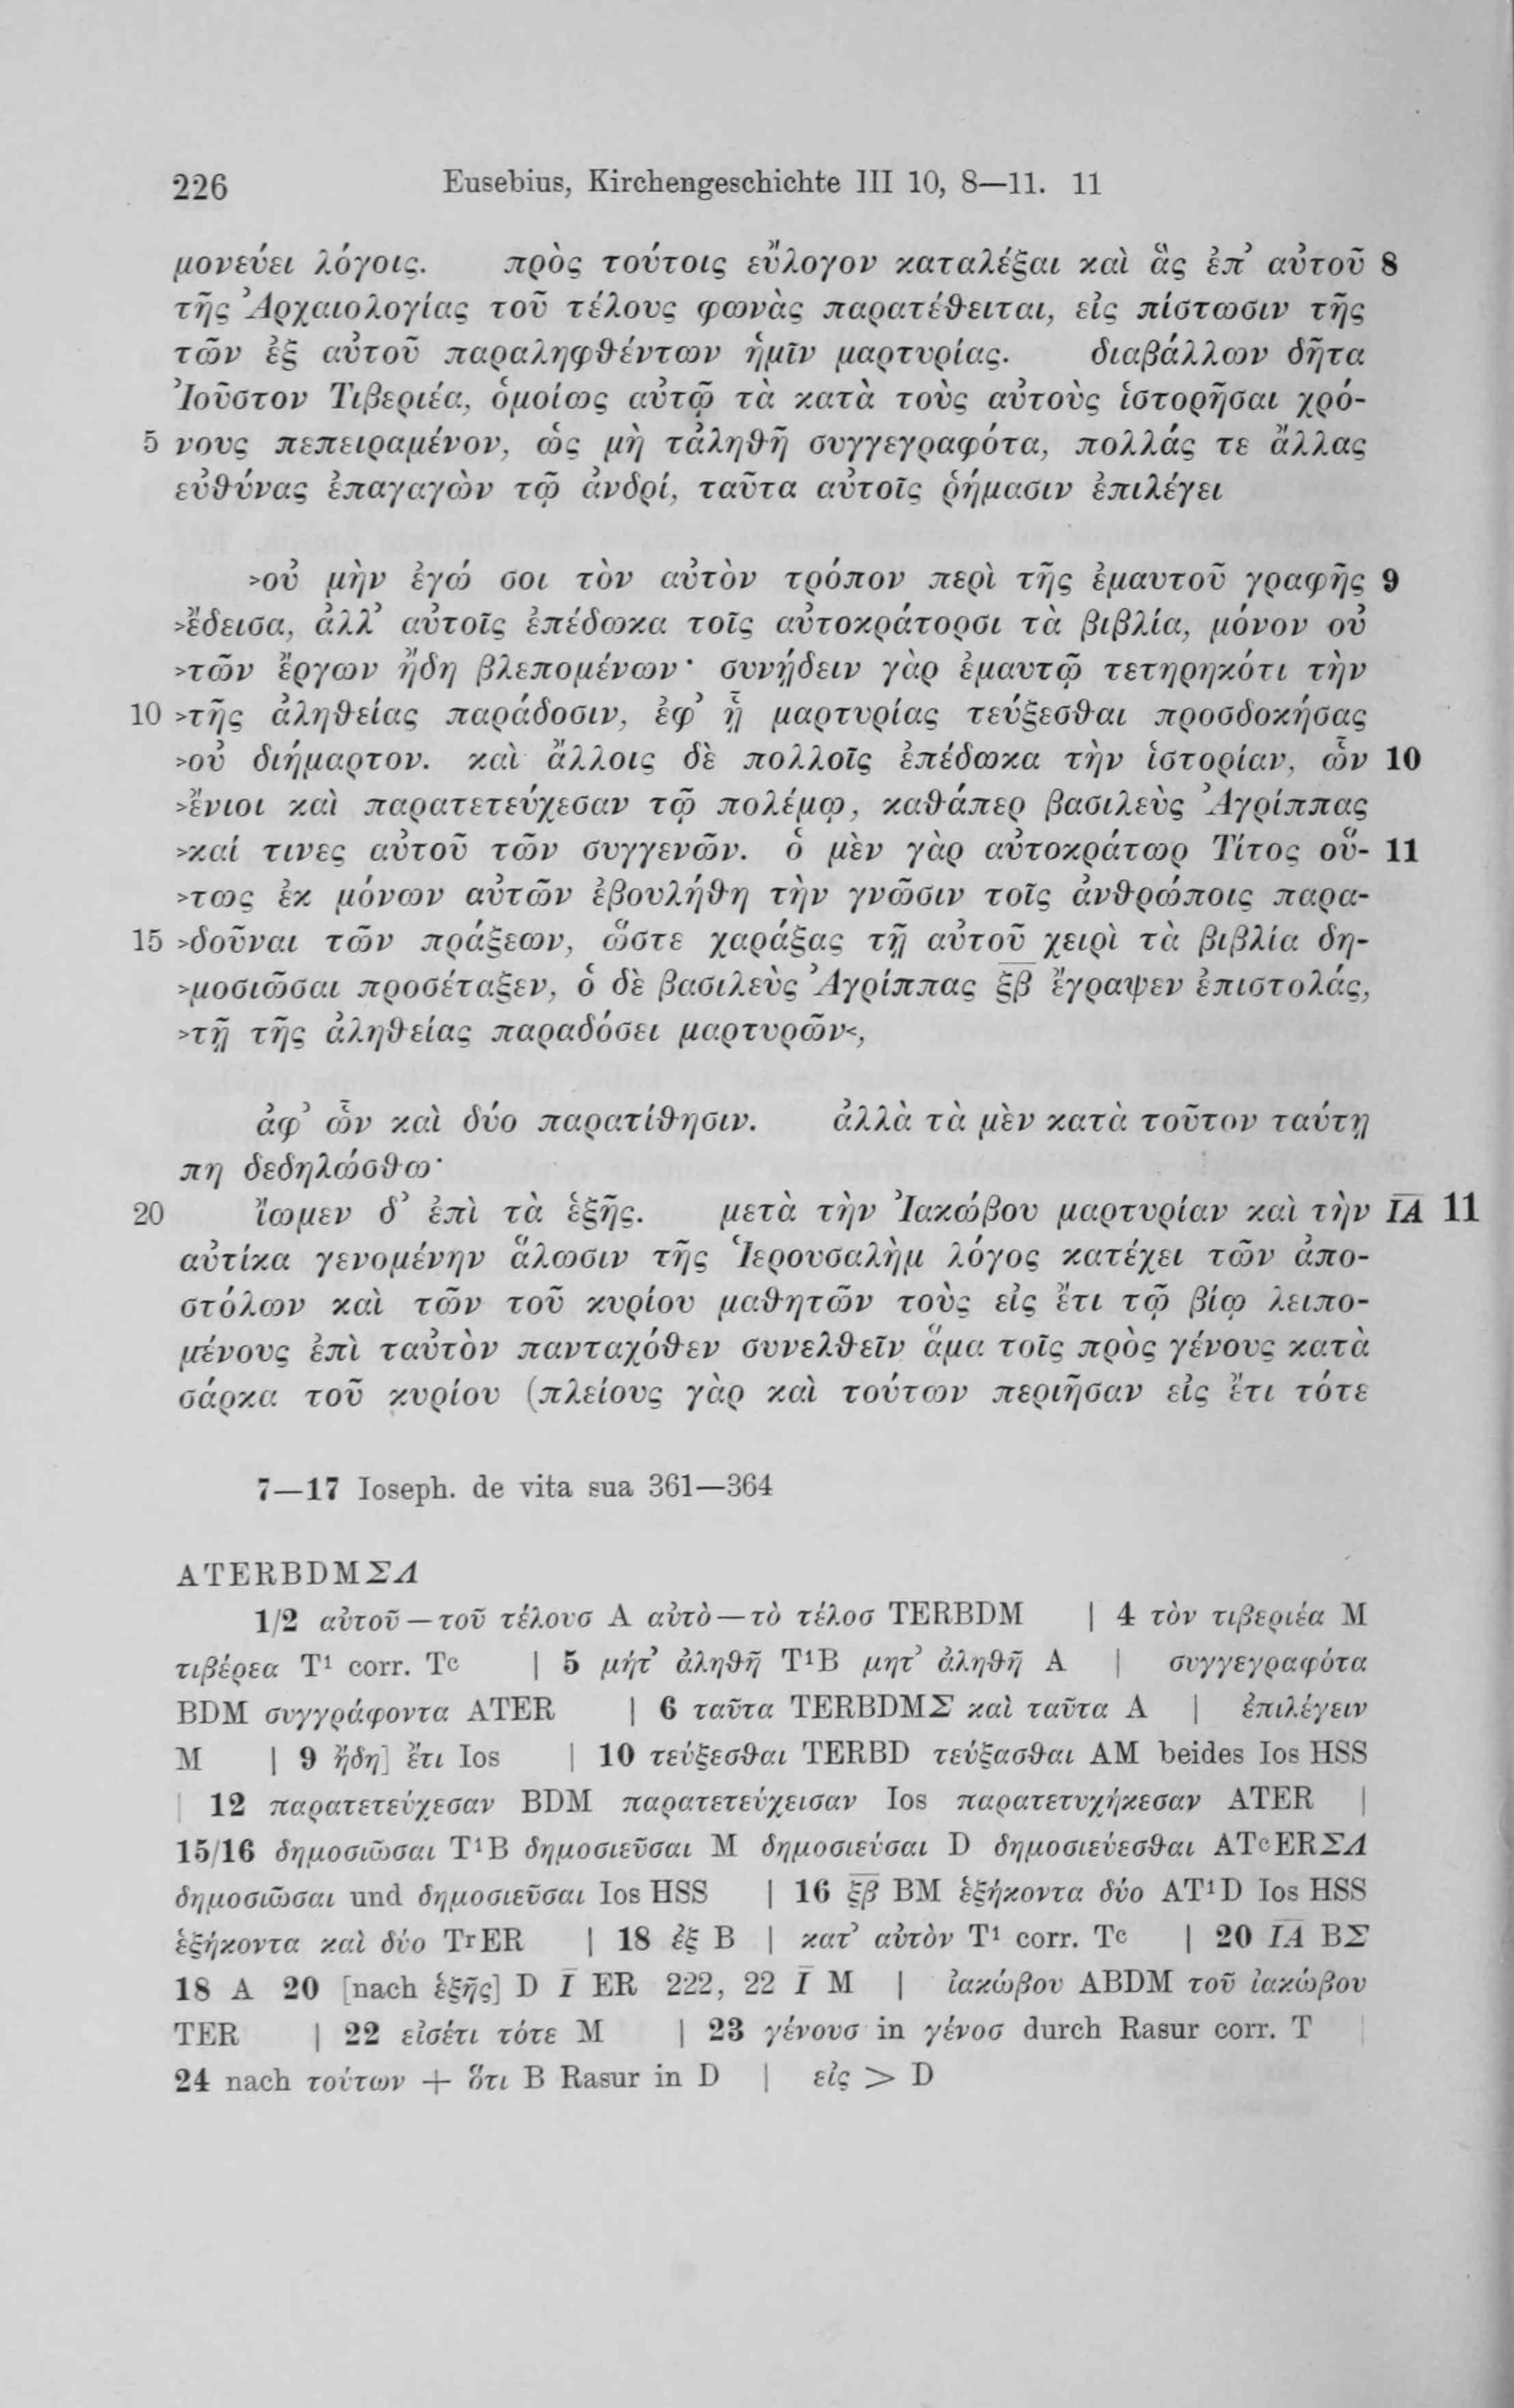 226 Eusebius, Kirchengeschichte III 10, 8—11. 11
μονεύει λόγοις. πρὸς τούτοις εὔλογον καταλέξαι καὶ ἃς ἐπ᾽ αὐτοῦ 8
τῆς Ἀρχαιολογίας τοῦ τέλους φωνὰς παρατέθειται, εἰς πίστωσιν τῆς
τῶν ἐξ αὐτοῦ παραληφθέντων ἡμῖν μαρτυρίας. διαβάλλων δῆτα
Ἰοῦστον Τιβεριέα, ὁμοίως αὐτῷ τὰ κατὰ τοὺς αὐτοὺς ἱστορῆσαι χρό-
5 νους πεπειραμένον, ὡς μὴ τἀληθῆ συγγεγραφότα, πολλάς τε ἄλλας
εὐθύνας ἐπαγαγὼν τῷ ἀνδρί, ταῦτα αὐτοῖς ῥήμασιν ἐπιλέγει
>οὐ μὴν ἐγώ σοι τὸν αὐτὸν τρόπον περὶ τῆς ἐμαυτοῦ γραφῆς 9
>ἔδεισα, ἀλλ᾽ αὐτοῖς ἐπέδωκα τοῖς αὐτοκράτορσι τὰ βιβλία, μόνον οὐ
>τῶν ἔργων ἤδη βλεπομένων· συνῄδειν γὰρ ἐμαυτῷ τετηρηκότι τὴν
10 >τῆς ἀληθείας παράδοσιν, ἐφ᾽ ᾗ μαρτυρίας τεύξεσθαι προσδοκήσας
>οὐ διήμαρτον. καὶ ἄλλοις δὲ πολλοῖς ἐπέδωκα τὴν ἱστορίαν, ὧν 10
>ἔνιοι καὶ παρατετεύχεσαν τῷ πολέμῳ, καθάπερ βασιλεὺς Ἀγρίππας
>καί τινες αὐτοῦ τῶν συγγενῶν. ὁ μὲν γὰρ αὐτοκράτωρ Τίτος οὕ- 11
>τως ἐκ μόνων αὐτῶν ἐβουλήθη τὴν γνῶσιν τοῖς ἀνθρώποις παρα-
15 >δοῦναι τῶν πράξεων, ὥστε χαράξας τῇ αὐτοῦ χειρὶ τὰ βιβλία δη-
>μοσιῶσαι προσέταξεν, ὁ δὲ βασιλεὺς Ἀγρίππας ξ̅β̅ ἔγραψεν ἐπιστολάς,
>τῇ τῆς ἀληθείας παραδόσει μαρτυρῶν<,
ἀφ᾽ ὧν καὶ δύο παρατίθησιν. ἀλλὰ τὰ μὲν κατὰ τοῦτον ταύτῃ
πη δεδηλώσθω·
20 ἴωμεν δ᾽ ἐπὶ τὰ ἑξῆς. μετὰ τὴν Ἰακώβου μαρτυρίαν καὶ τὴν Ι̅Α̅ 11
αὐτίκα γενομένην ἅλωσιν τῆς Ἱερουσαλὴμ λόγος κατέχει τῶν ἀπο-
στόλων καὶ τῶν τοῦ κυρίου μαθητῶν τοὺς εἰς ἔτι τῷ βίῳ λειπο-
μένους ἐπὶ ταὐτὸν πανταχόθεν συνελθεῖν ἅμα τοῖς πρὸς γένους κατὰ
σάρκα τοῦ κυρίου (πλείους γὰρ καὶ τούτων περιῆσαν εἰς ἔτι τότε
7—17 Ioseph. de vita sua 361—364
ATERBDMΣΛ
1/2 αὐτοῦ—τοῦ τέλουσ A αὐτὸ—τὸ τέλοσ TERBDM | 4 τὸν τιβεριέα M
τιβέρεα T¹ corr. Tᶜ | 5 μήτ᾽ ἀληθῆ T¹B μητ᾽ ἀληθῆ A | συγγεγραφότα
BDM συγγράφοντα ATER | 6 ταῦτα TERBDMΣ καὶ ταῦτα A | ἐπιλέγειν
M | 9 ἤδη] ἔτι Ios | 10 τεύξεσθαι TERBD τεύξασθαι AM beides Ios HSS
| 12 παρατετεύχεσαν BDM παρατετεύχεισαν Ios παρατετυχήκεσαν ATER |
15/16 δημοσιῶσαι T¹B δημοσιεῦσαι M δημοσιεύσαι D δημοσιεύεσθαι ATᶜERΣΛ
δημοσιῶσαι und δημοσιεῦσαι Ios HSS | 16 ξ̅β̅ BM ἑξήκοντα δύο AT¹D Ios HSS
ἑξήκοντα καὶ δύο TʳER | 18 ἐξ B | κατ᾽ αὐτὸν T¹ corr. Tᶜ | 20 Ι̅Α̅ BΣ
18 A 20 [nach ἑξῆς] D Ι̅ ER 222, 22 Ι̅ M | ἰακώβου ABDM τοῦ ἰακώβου
TER | 22 εἰσέτι τότε M | 23 γένουσ in γένοσ durch Rasur corr. T
24 nach τούτων + ὅτι B Rasur in D | εἰς > D